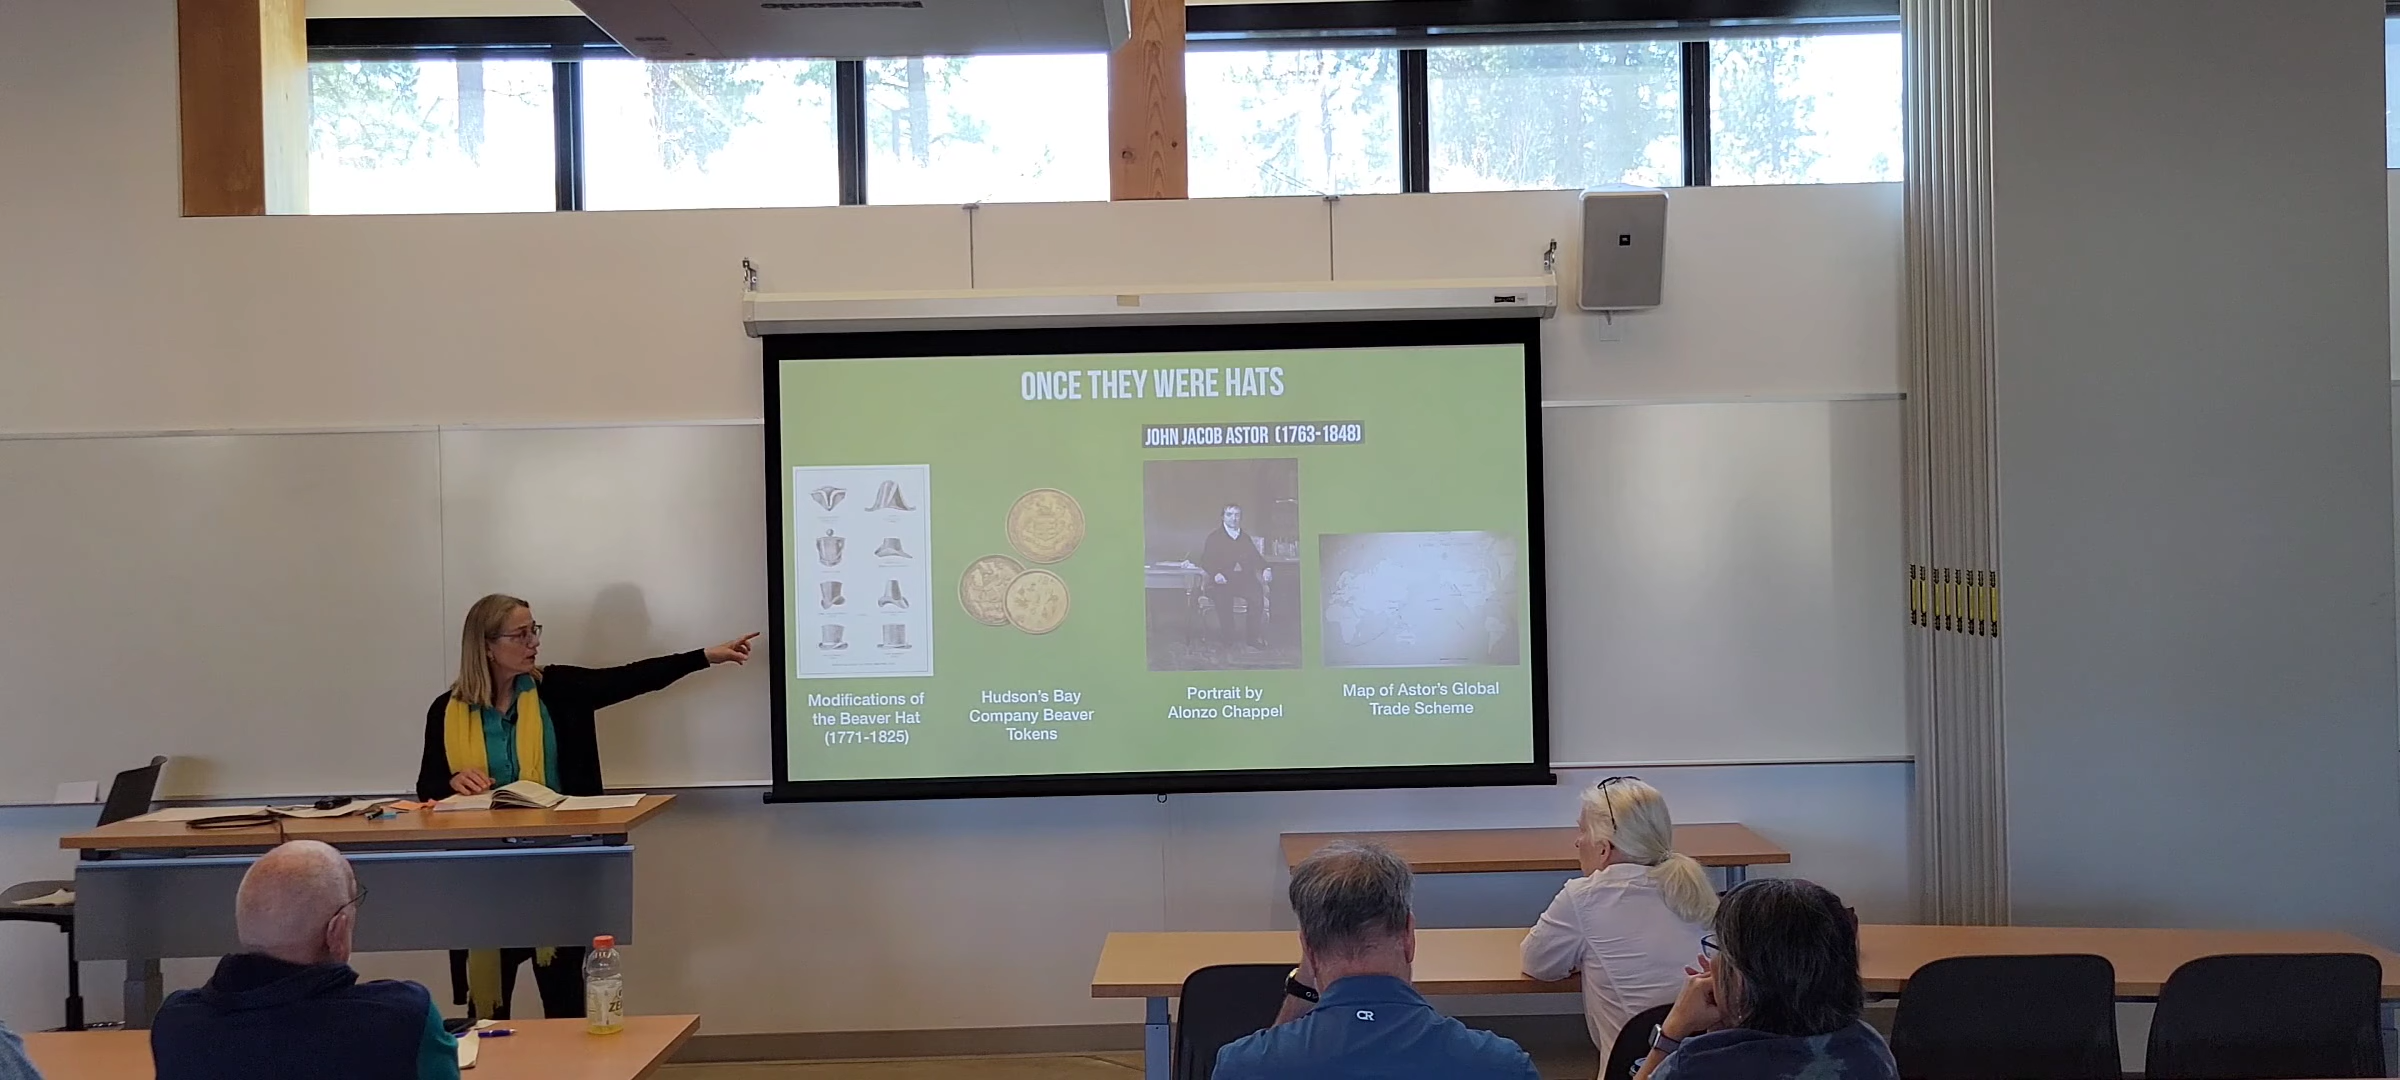 Panasonic
ONCE THEY WERE HATS
JOHN JACOB ASTOR (1763-1848)
Modifications of
the Beaver Hat
(1771-1825)
Hudson's Bay
Company Beaver
Tokens
Portrait by
Alonzo Chappel
Map of Astor's Global
Trade Scheme
CR